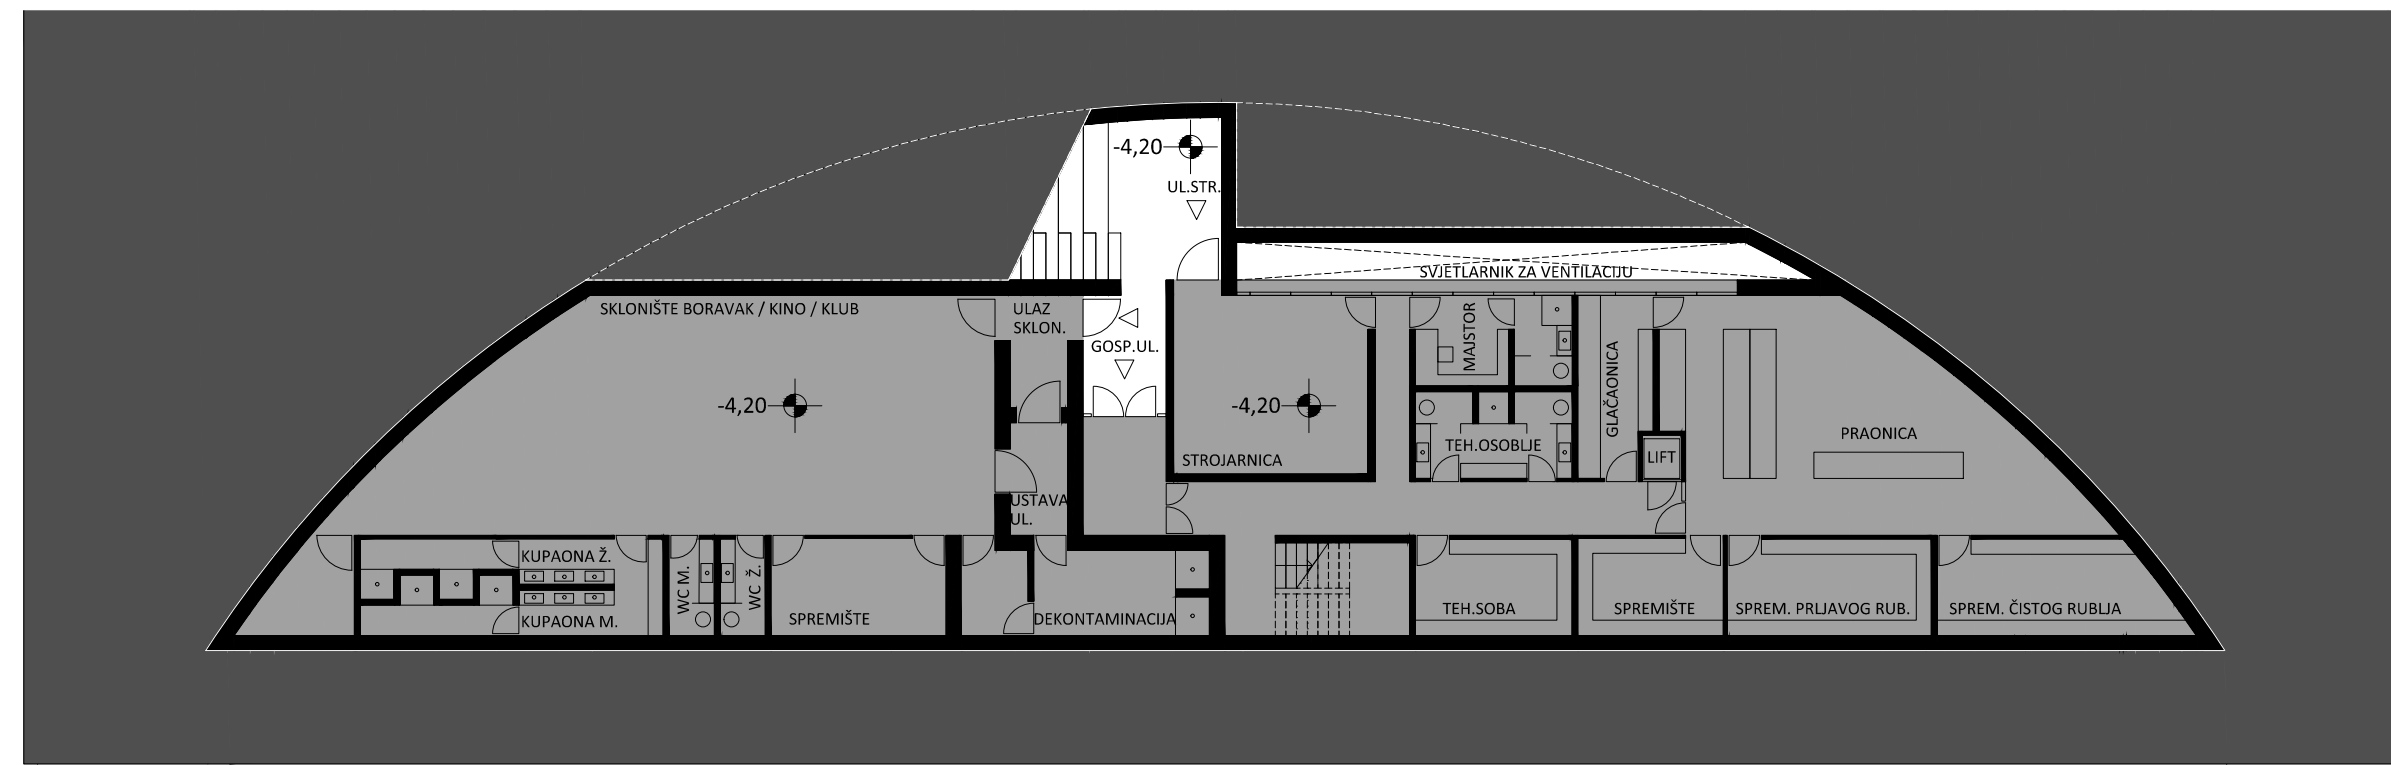 -4,20
UL.STR.
SVJETLARNIK ZA VENTILACIJU
SKLONIŠTE BORAVAK / KINO / KLUB
ULAZ
SKLON.
GOSP.UL.
MAJSTOR
GLAČAONICA
-4,20
-4,20
PRAONICA
STROJARNICA
TEH.OSOBLJE
LIFT
USTAVA
UL.
KUPAONA Ž.
WC M.
WC Ž.
KUPAONA M.
SPREMIŠTE
DEKONTAMINACIJA
TEH.SOBA
SPREMIŠTE
SPREM. PRLJAVOG RUB.
SPREM. ČISTOG RUBLJA